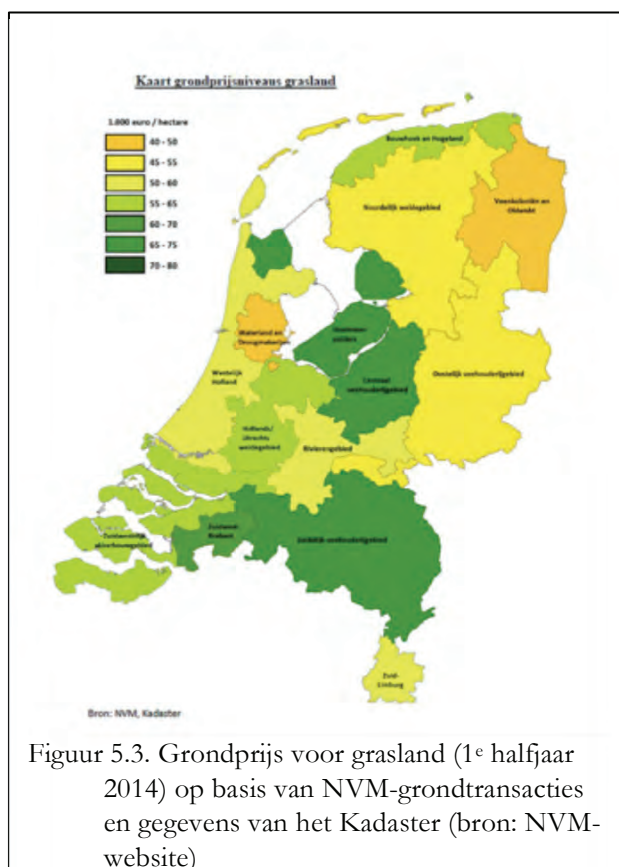 Kaart grondprijsniveaus grasland
1.000 euro / hectare
40 - 50
45 - 55
50 - 60
55 - 65
60 - 70
65 - 75
70 - 80
Bouwhoek en Hogeland
Noordelijk weidegebied
Veenkoloniën en
Oldambt
Waterland en
Droogmakerijen
IJsselmeer-
polders
Westelijk
Holland
Centraal
veehouderijgebied
Oostelijk veehouderijgebied
Hollands/
Utrechts
weidegebied
Rivierengebied
Zuidwestelijk
akkerbouwgebied
Zuidwest-
Brabant
Zuidelijk veehouderijgebied
Zuid-
Limburg
Bron: NVM, Kadaster
Figuur 5.3. Grondprijs voor grasland (1e halfjaar
2014) op basis van NVM-grondtransacties
en gegevens van het Kadaster (bron: NVM-
website)